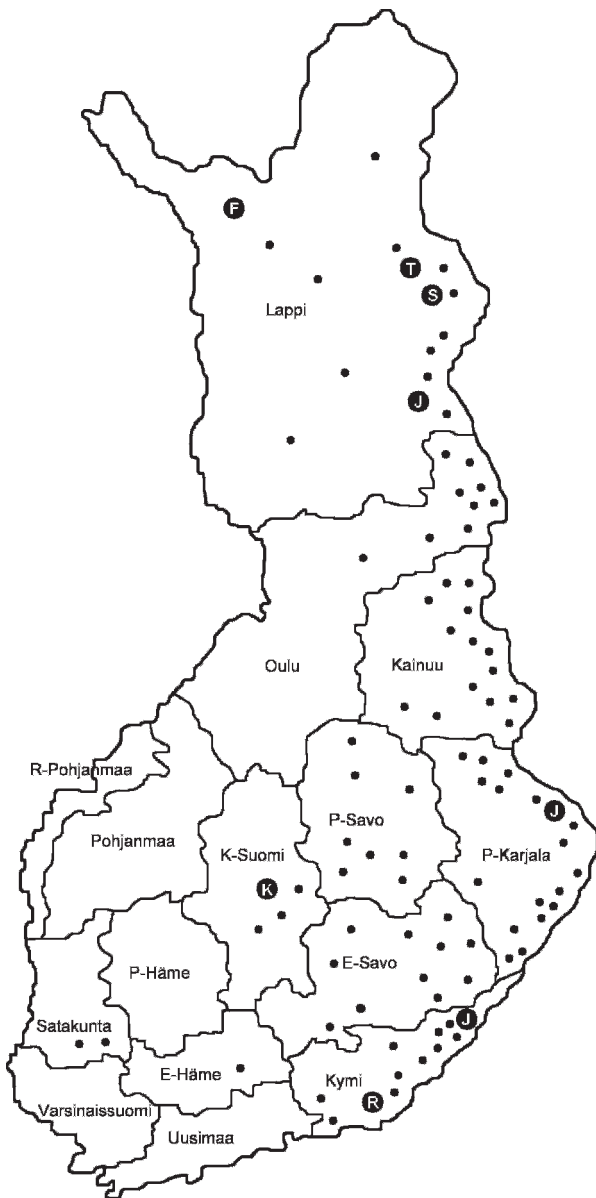 F
T
S
Lappi
J
Oulu
Kainuu
R-Pohjanmaa
J
P-Savo
Pohjanmaa
K-Suomi
P-Karjala
K
E-Savo
P-Häme
J
Satakunta
E-Häme
Kymi
R
Varsinaissuomi
Uusimaa